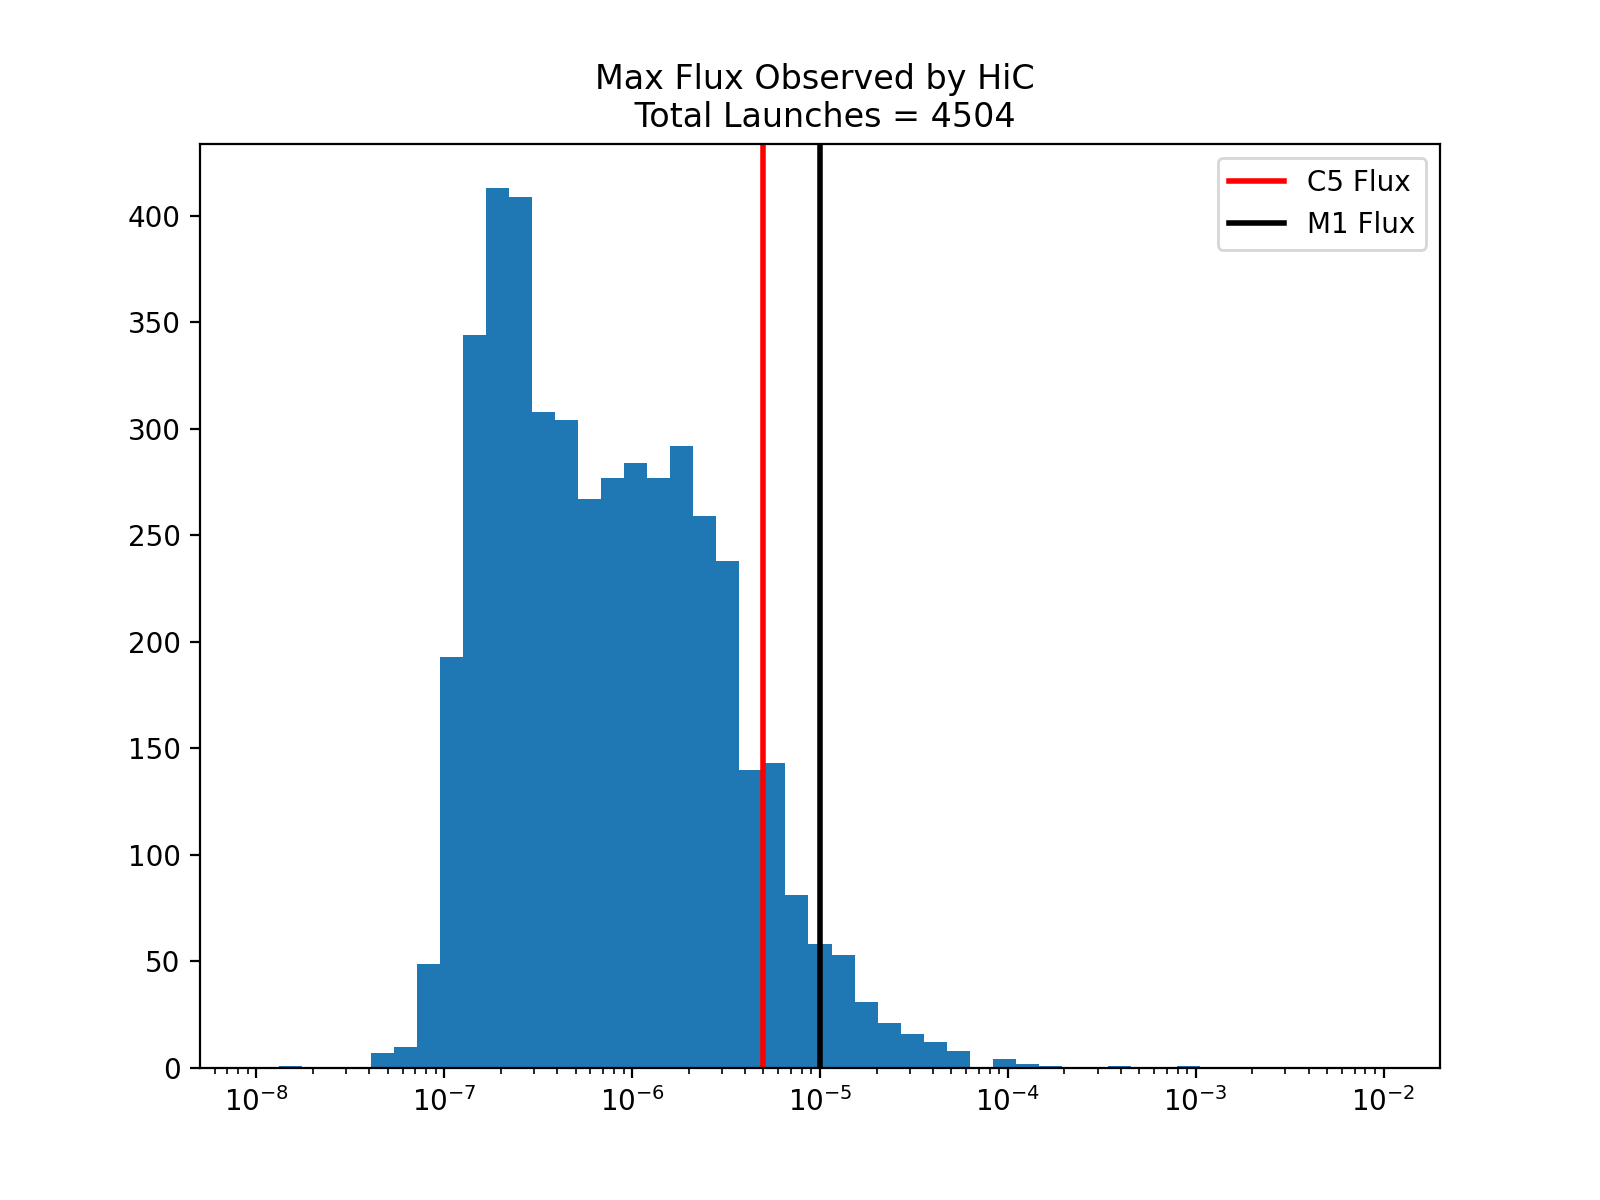 Max Flux Observed by HiC
Total Launches = 4504
C5 Flux
M1 Flux
400
350
300
250
200
150
100
50
0
10⁻⁸ 10⁻⁷ 10⁻⁶ 10⁻⁵ 10⁻⁴ 10⁻³ 10⁻²